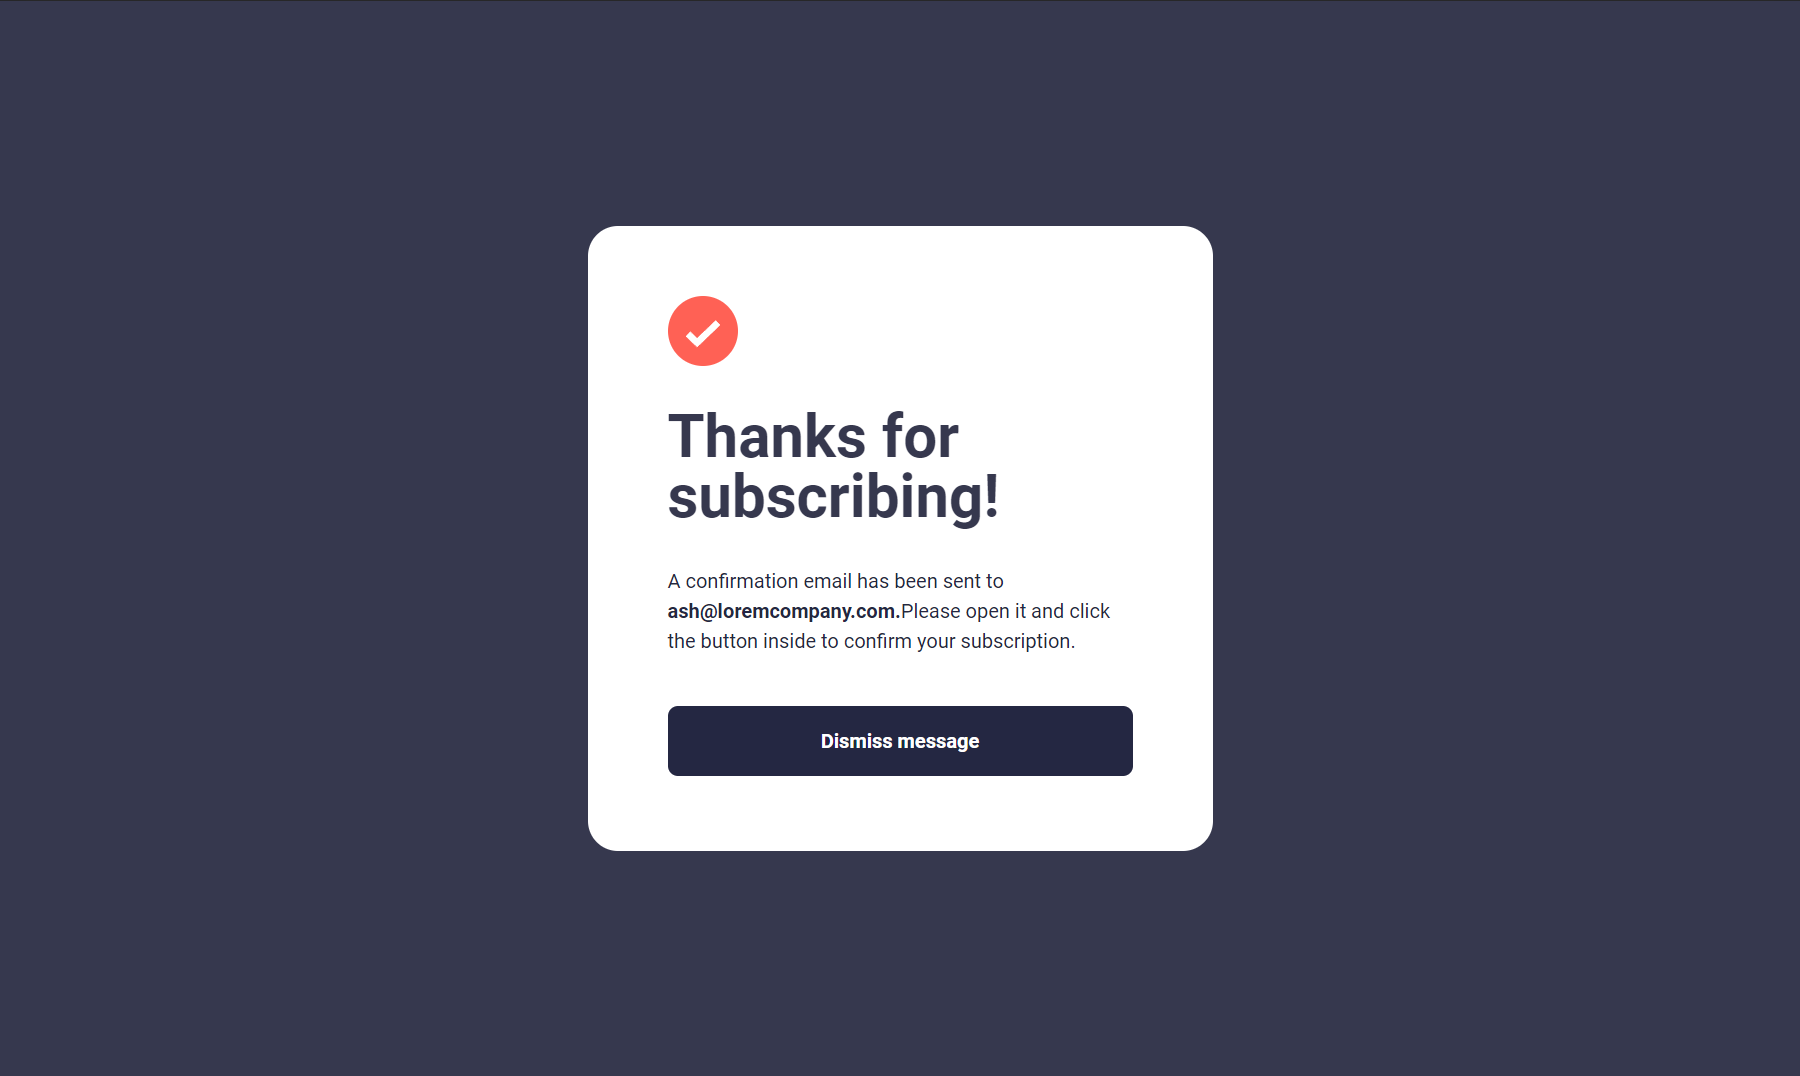 Thanks for
subscribing!
A confirmation email has been sent to
ash@loremcompany.com.Please open it and click
the button inside to confirm your subscription.
Dismiss message